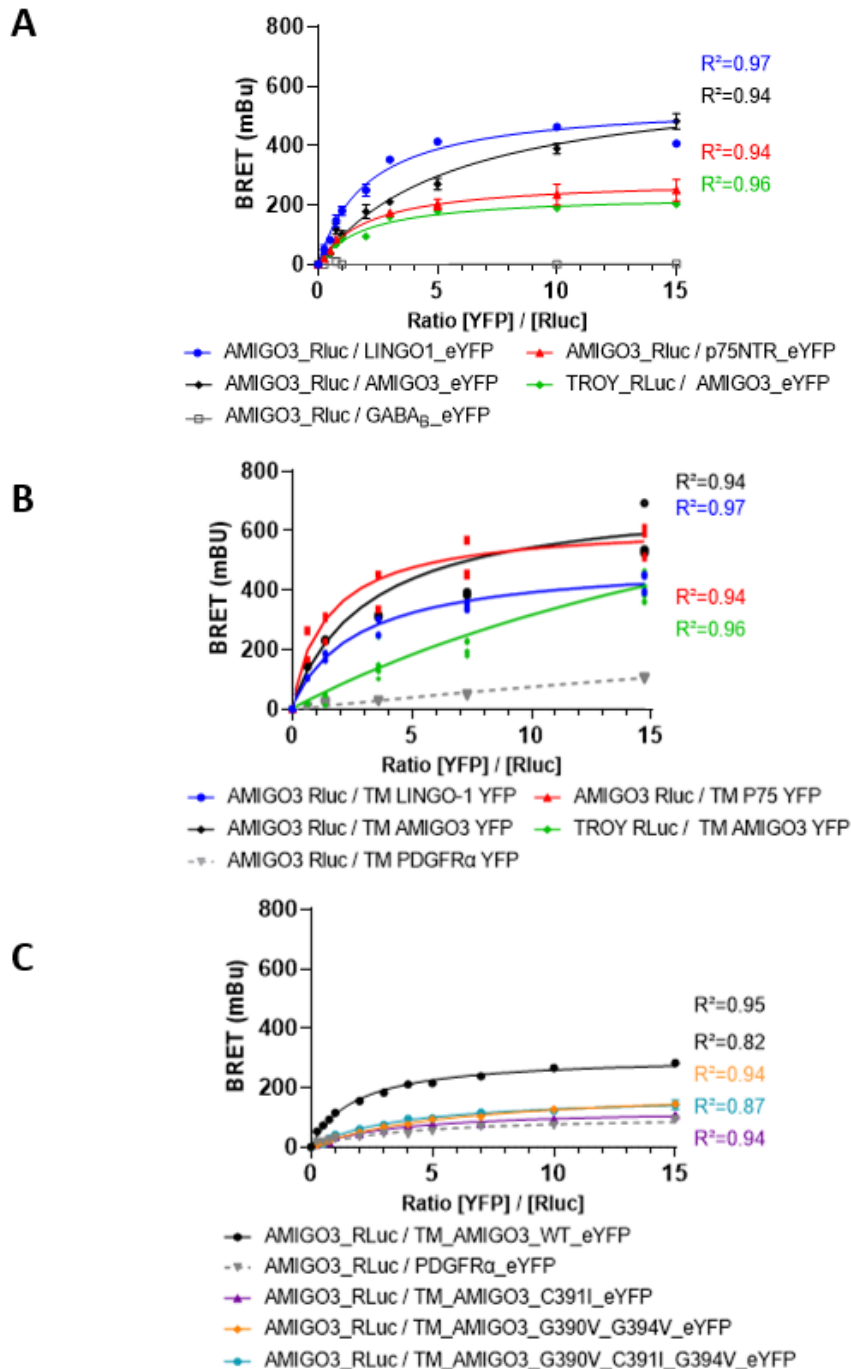 A
800
600
400
200
0
BRET (mBu)
R²=0.97
R²=0.94
R²=0.94
R²=0.96
0 5 10 15
Ratio [YFP] / [Rluc]
AMIGO3_Rluc / LINGO1_eYFP AMIGO3_Rluc / p75NTR_eYFP
AMIGO3_Rluc / AMIGO3_eYFP TROY_RLuc / AMIGO3_eYFP
AMIGO3_Rluc / GABA_B_eYFP
B
800
600
400
200
0
BRET (mBU)
R²=0.94
R²=0.97
R²=0.94
R²=0.96
0 5 10 15
Ratio [YFP] / [Rluc]
AMIGO3 Rluc / TM LINGO-1 YFP AMIGO3 Rluc / TM P75 YFP
AMIGO3 Rluc / TM AMIGO3 YFP TROY RLuc / TM AMIGO3 YFP
AMIGO3 Rluc / TM PDGFRα YFP
C
800
600
400
200
0
BRET (mBu)
R²=0.95
R²=0.82
R²=0.94
R²=0.87
R²=0.94
0 5 10 15
Ratio [YFP] / [Rluc]
AMIGO3_RLuc / TM_AMIGO3_WT_eYFP
AMIGO3_RLuc / PDGFRα_eYFP
AMIGO3_RLuc / TM_AMIGO3_C391I_eYFP
AMIGO3_RLuc / TM_AMIGO3_G390V_G394V_eYFP
AMIGO3_RLuc / TM_AMIGO3_G390V_C391I_G394V_eYFP